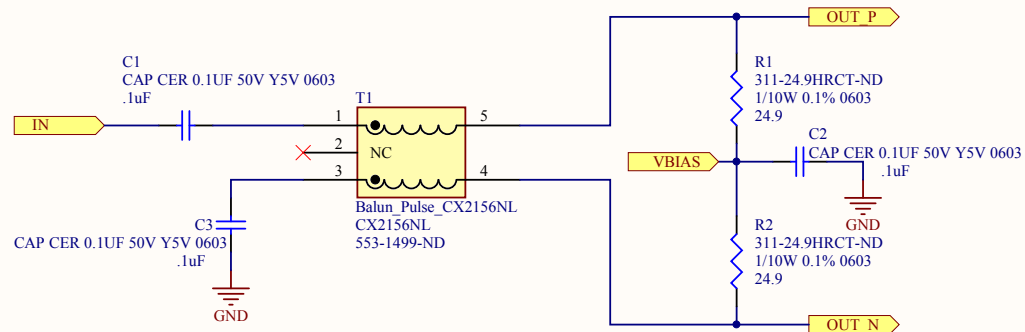 OUT_P
C1
CAP CER 0.1UF 50V Y5V 0603
.1uF
R1
311-24.9HRCT-ND
1/10W 0.1% 0603
24.9
T1
IN
1
5
2
NC
3
4
C2
CAP CER 0.1UF 50V Y5V 0603
.1uF
VBIAS
GND
Balun_Pulse_CX2156NL
CX2156NL
553-1499-ND
C3
CAP CER 0.1UF 50V Y5V 0603
.1uF
GND
R2
311-24.9HRCT-ND
1/10W 0.1% 0603
24.9
OUT_N